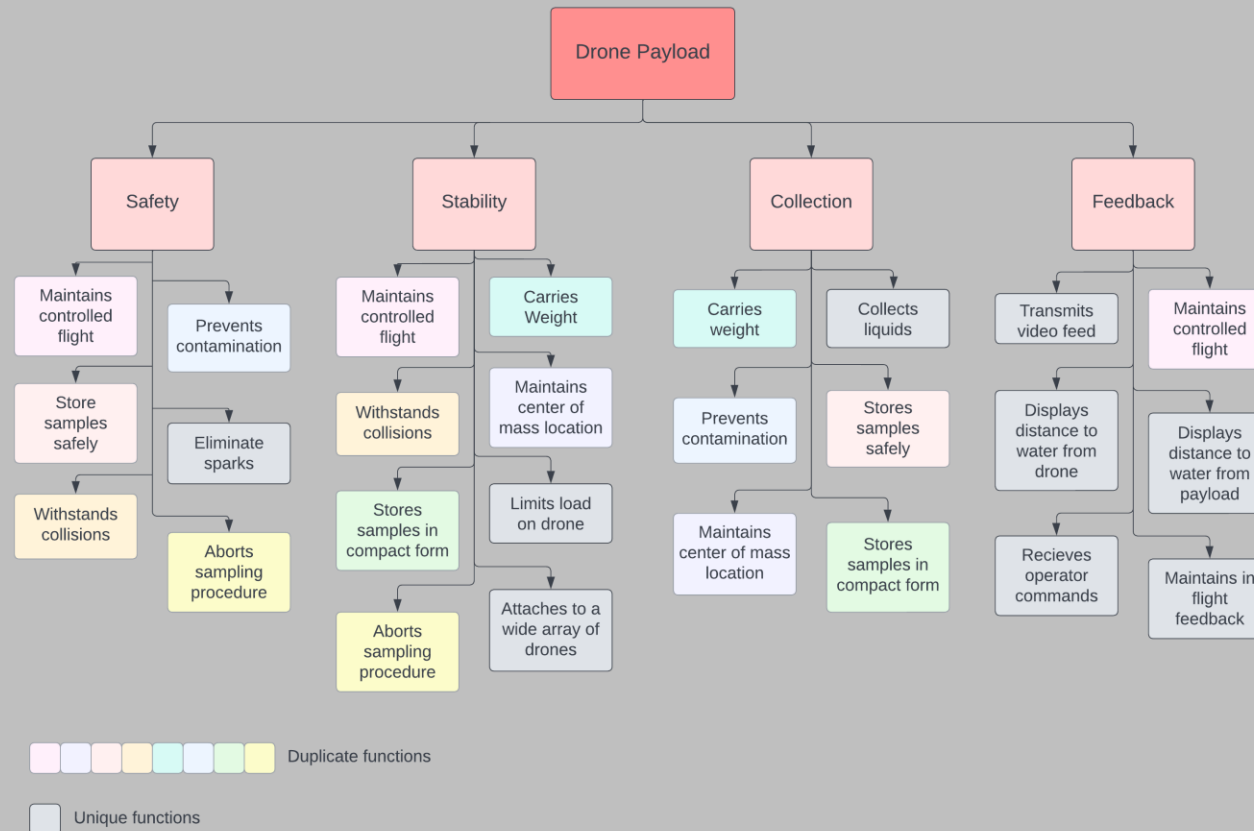 Drone Payload
Safety
Stability
Collection
Feedback
Maintains
controlled
flight
Prevents
contamination
Store
samples
safely
Eliminate
sparks
Withstands
collisions
Aborts
sampling
procedure
Maintains
controlled
flight
Carries
Weight
Withstands
collisions
Maintains
center of
mass location
Stores
samples in
compact form
Limits load
on drone
Aborts
sampling
procedure
Attaches to a
wide array of
drones
Carries
weight
Collects
liquids
Prevents
contamination
Stores
samples
safely
Maintains
center of mass
location
Stores
samples in
compact form
Transmits
video feed
Maintains
controlled
flight
Displays
distance to
water from
drone
Displays
distance to
water from
payload
Recieves
operator
commands
Maintains in
flight
feedback
Duplicate functions
Unique functions